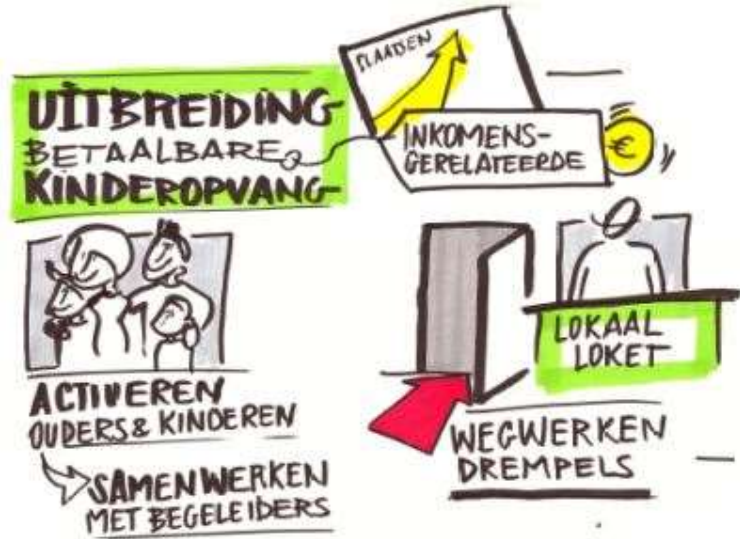 PLAATSEN
UITBREIDING
BETAALBARE
KINDEROPVANG
INKOMENS-
GERELATEERDE
€
ACTIVEREN
OUDERS & KINDEREN
SAMENWERKEN
MET BEGELEIDERS
LOKAAL
LOKET
WEGWERKEN
DREMPELS